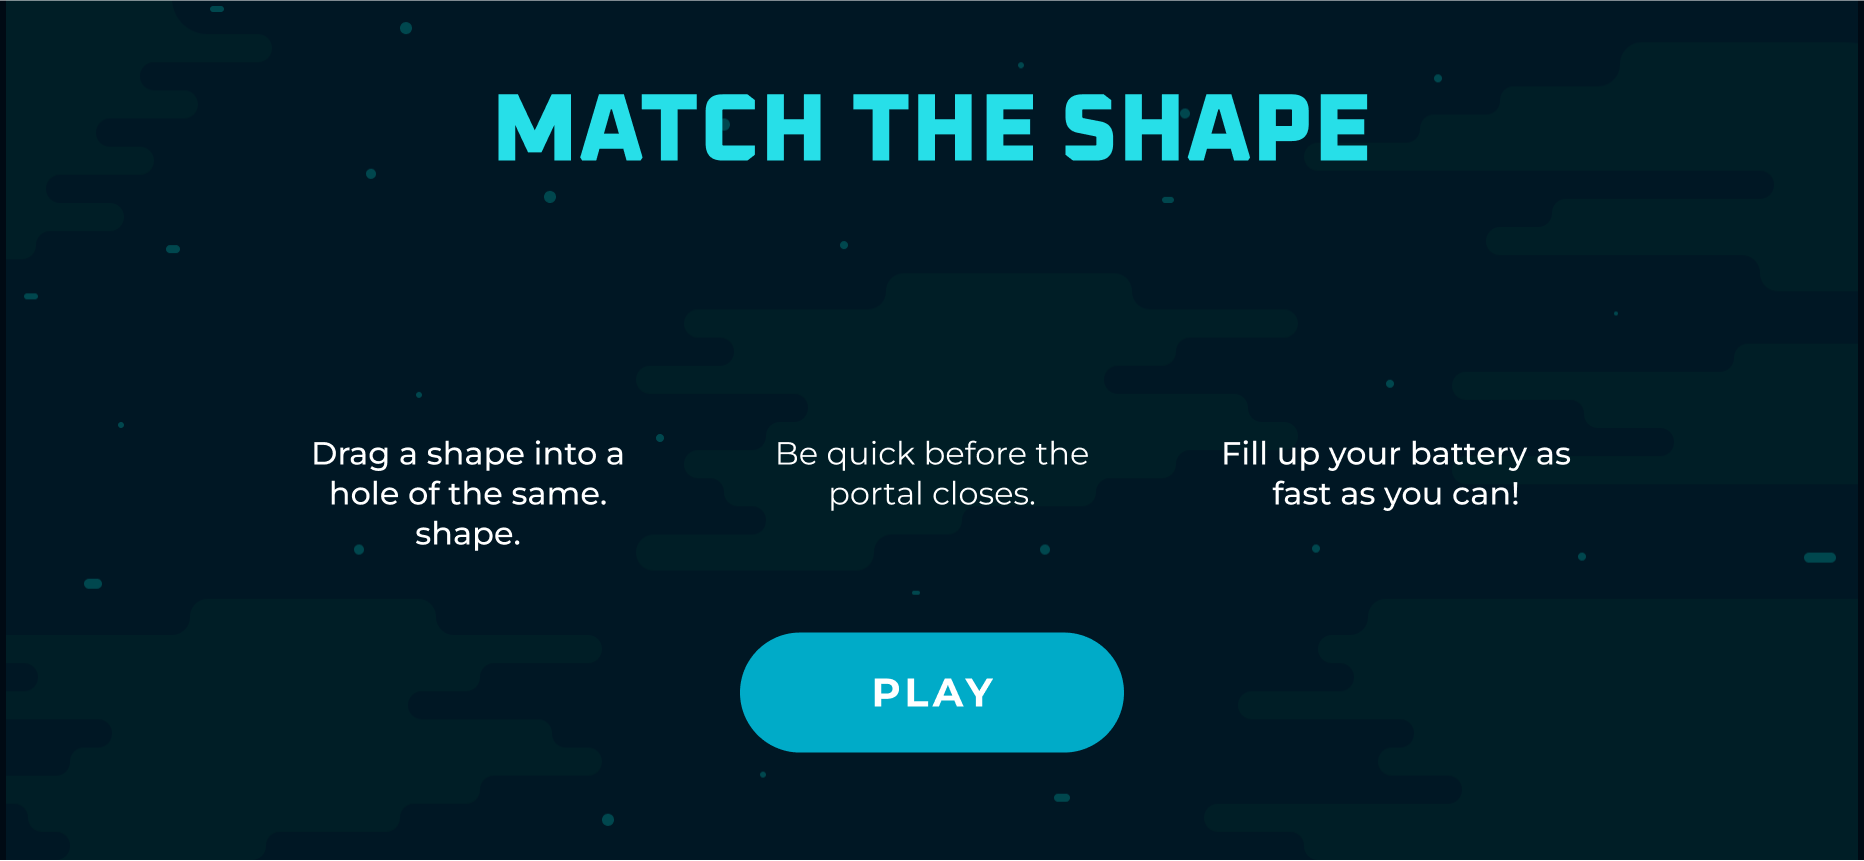 MATCH THE SHAPE
Drag a shape into a
hole of the same.
shape.
Be quick before the
portal closes.
Fill up your battery as
fast as you can!
PLAY